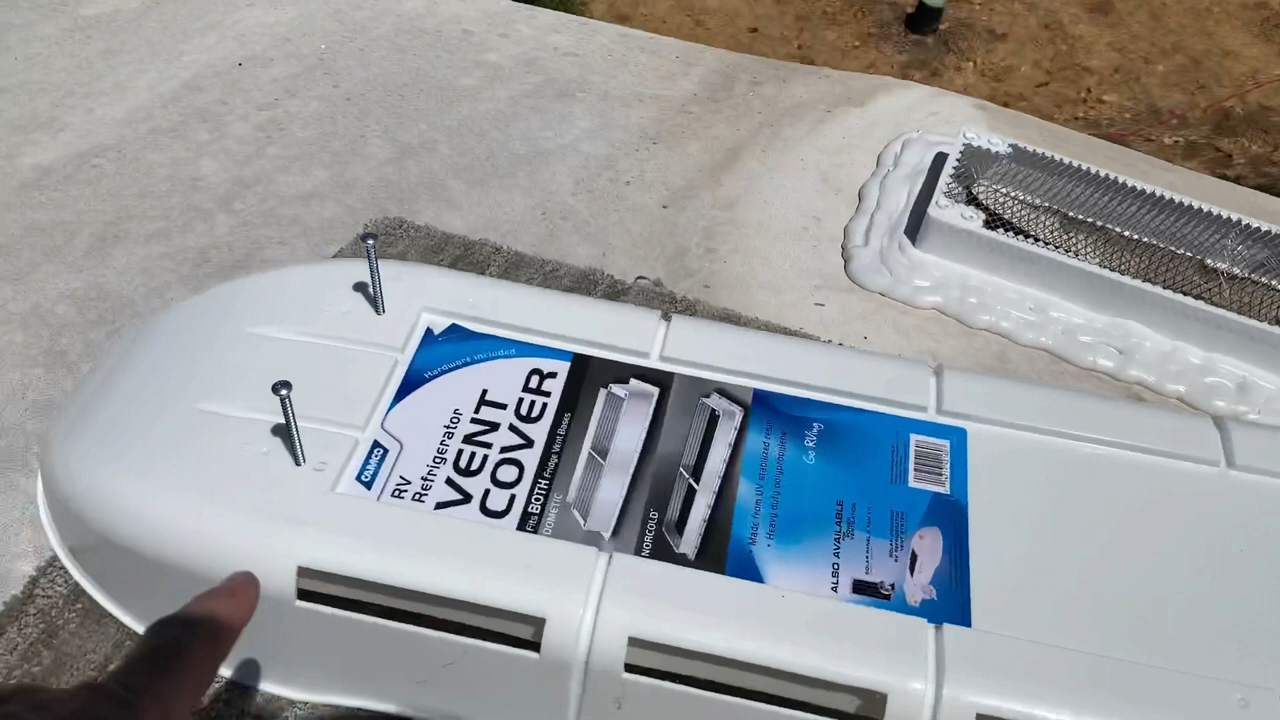 Hardware included
CAMCO
RV
Refrigerator
VENT
COVER
Fits BOTH Fridge Vent Bases
DOMETIC
NORCOLD
• Made from UV stabilized resin
• Heavy duty polypropylene
Go RVing
ALSO AVAILABLE